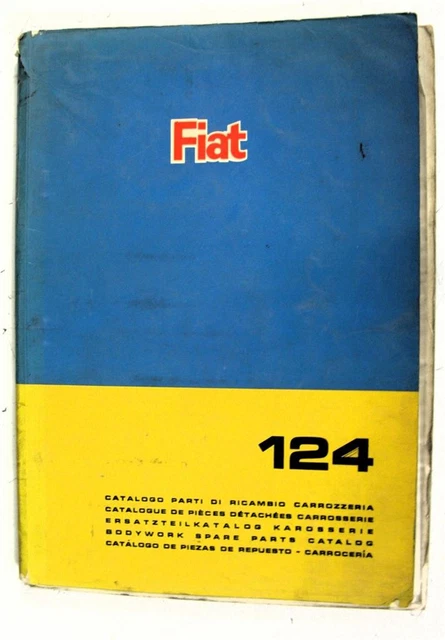 Fiat
124
CATALOGO PARTI DI RICAMBIO CARROZZERIA
CATALOGUE DE PIÈCES DÉTACHÉES CARROSSERIE
ERSATZTEILKATALOG KAROSSERIE
BODYWORK SPARE PARTS CATALOG
CATÁLOGO DE PIEZAS DE REPUESTO - CARROCERÍA